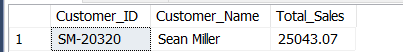 Customer_ID Customer_Name Total_Sales
1 SM-20320 Sean Miller 25043.07